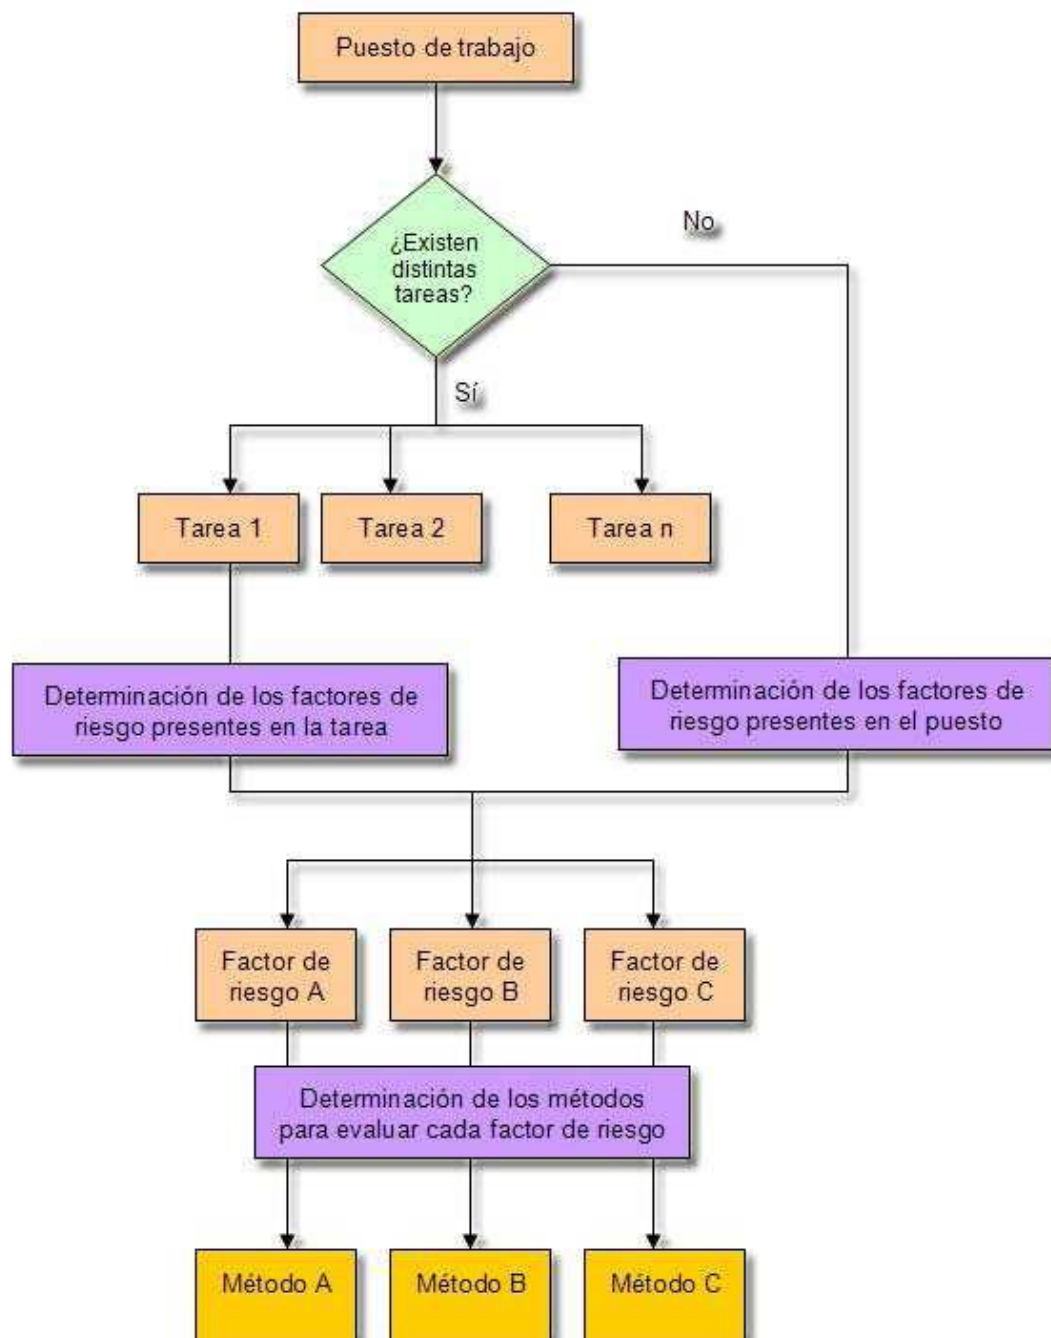 Puesto de trabajo
No
¿Existen
distintas
tareas?
Sí
Tarea 1
Tarea 2
Tarea n
Determinación de los factores de
riesgo presentes en la tarea
Determinación de los factores de
riesgo presentes en el puesto
Factor de
riesgo A
Factor de
riesgo B
Factor de
riesgo C
Determinación de los métodos
para evaluar cada factor de riesgo
Método A
Método B
Método C